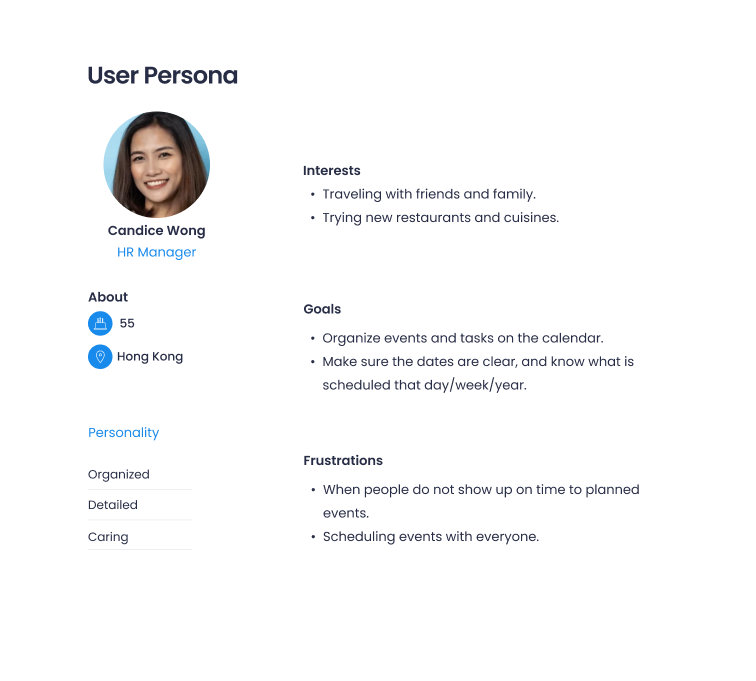 User Persona
Candice Wong
HR Manager
About
55
Hong Kong
Personality
Organized
Detailed
Caring
Interests
• Traveling with friends and family.
• Trying new restaurants and cuisines.
Goals
• Organize events and tasks on the calendar.
• Make sure the dates are clear, and know what is
scheduled that day/week/year.
Frustrations
• When people do not show up on time to planned
events.
• Scheduling events with everyone.